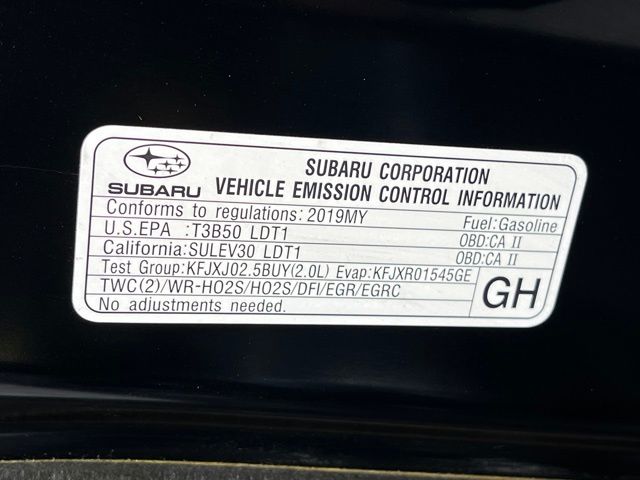 SUBARU CORPORATION
SUBARU
VEHICLE EMISSION CONTROL INFORMATION
Conforms to regulations: 2019MY Fuel:Gasoline
U.S.EPA :T3B50 LDT1 OBD:CA II
California:SULEV30 LDT1 OBD:CA II
Test Group:KFJXJ02.5BUY(2.0L) Evap:KFJXR01545GE
TWC(2)/WR-HO2S/HO2S/DFI/EGR/EGRC
No adjustments needed.
GH